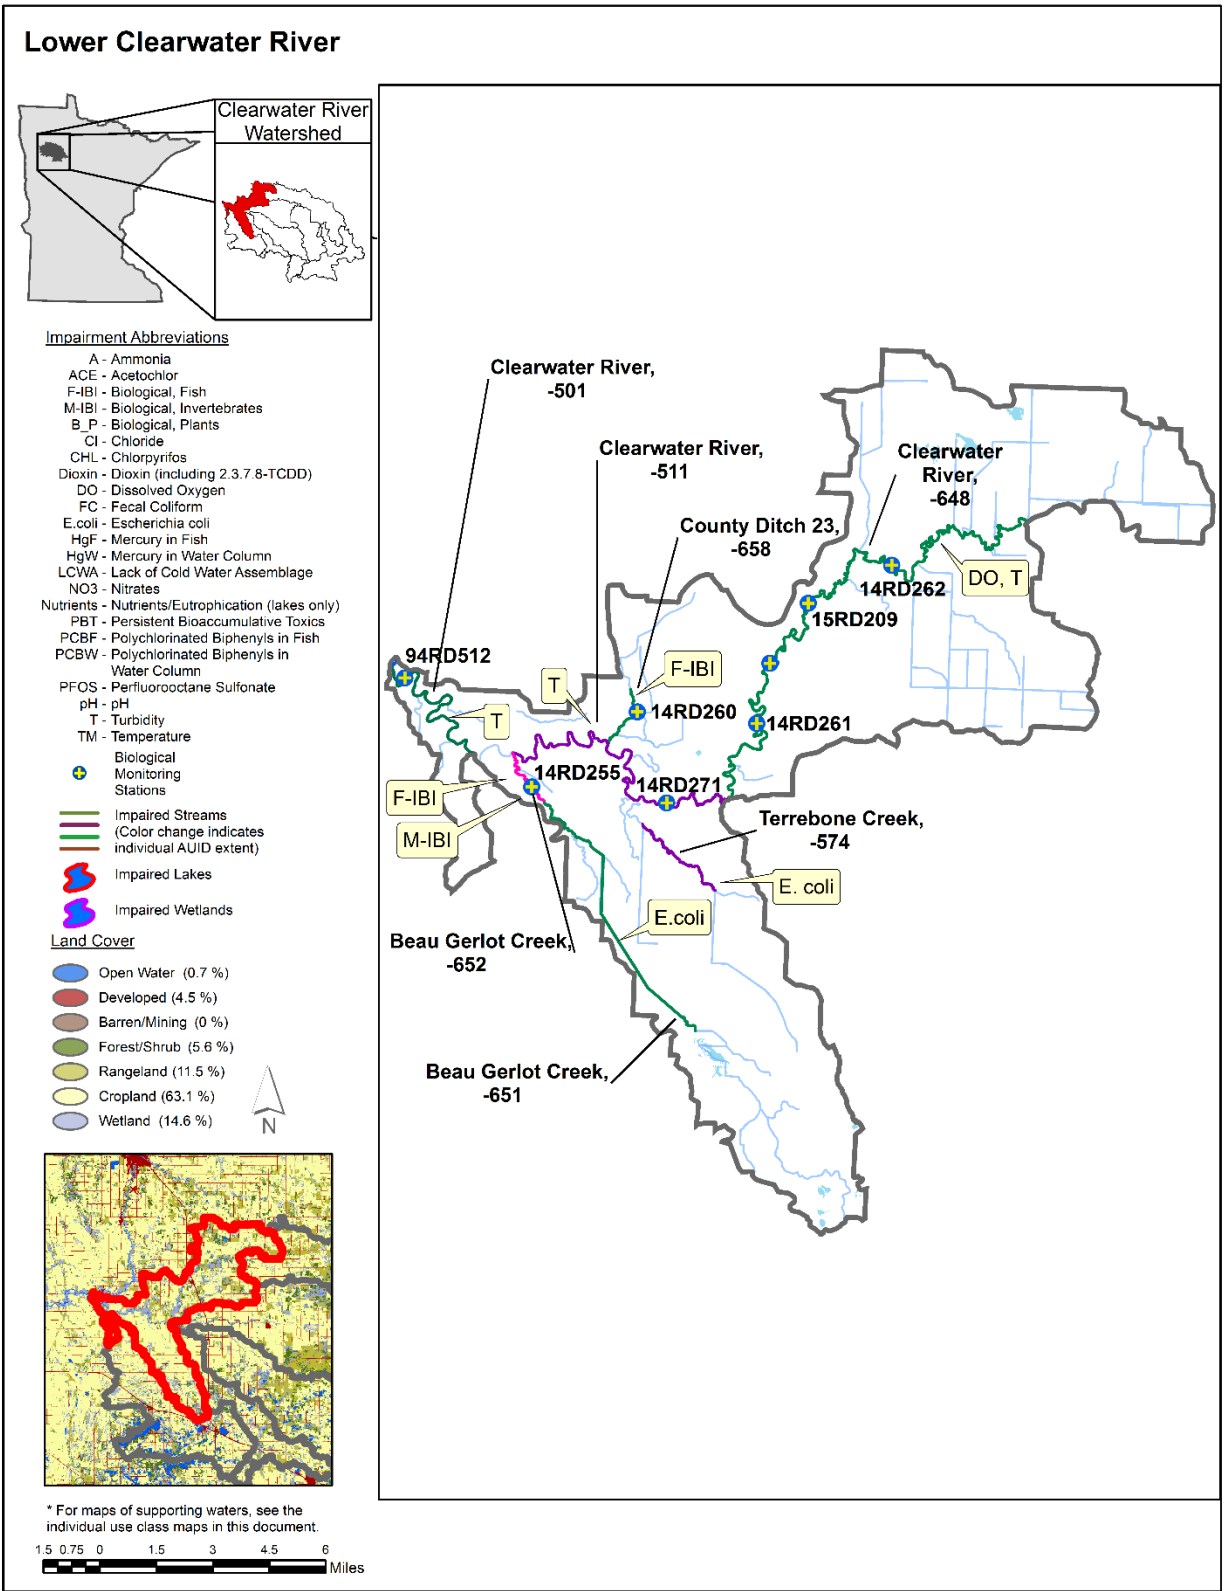 Lower Clearwater River
Clearwater River
Watershed
Impairment Abbreviations
A - Ammonia
ACE - Acetochlor
F-IBI - Biological, Fish
M-IBI - Biological, Invertebrates
B_P - Biological, Plants
Cl - Chloride
CHL - Chlorpyrifos
Dioxin - Dioxin (including 2.3.7.8-TCDD)
DO - Dissolved Oxygen
FC - Fecal Coliform
E.coli - Escherichia coli
HgF - Mercury in Fish
HgW - Mercury in Water Column
LCWA - Lack of Cold Water Assemblage
NO3 - Nitrates
Nutrients - Nutrients/Eutrophication (lakes only)
PBT - Persistent Bioaccumulative Toxics
PCBF - Polychlorinated Biphenyls in Fish
PCBW - Polychlorinated Biphenyls in
Water Column
PFOS - Perfluorooctane Sulfonate
pH - pH
T - Turbidity
TM - Temperature
Biological
Monitoring
Stations
Impaired Streams
(Color change indicates
individual AUID extent)
Impaired Lakes
Impaired Wetlands
Land Cover
Open Water (0.7 %)
Developed (4.5 %)
Barren/Mining (0 %)
Forest/Shrub (5.6 %)
Rangeland (11.5 %)
Cropland (63.1 %)
Wetland (14.6 %)
N
* For maps of supporting waters, see the
individual use class maps in this document.
1.5 0.75 0 1.5 3 4.5 6
Miles
Clearwater River,
-501
Clearwater River,
-511
Clearwater
River,
-648
County Ditch 23,
-658
DO, T
14RD262
15RD209
94RD512
F-IBI
T
T
14RD260
14RD261
14RD255
14RD271
F-IBI
M-IBI
Terrebone Creek,
-574
E. coli
E.coli
Beau Gerlot Creek,
-652
Beau Gerlot Creek,
-651